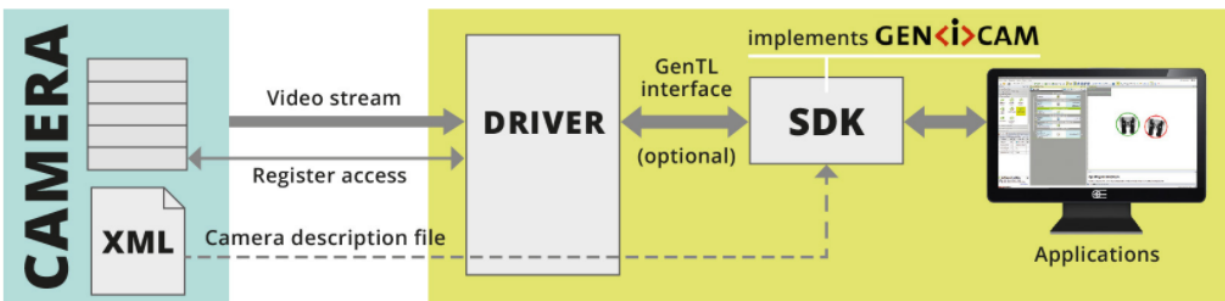 CAMERA
XML
Video stream
Register access
Camera description file
DRIVER
GenTL
interface
(optional)
implements GEN<i>CAM
SDK
Applications